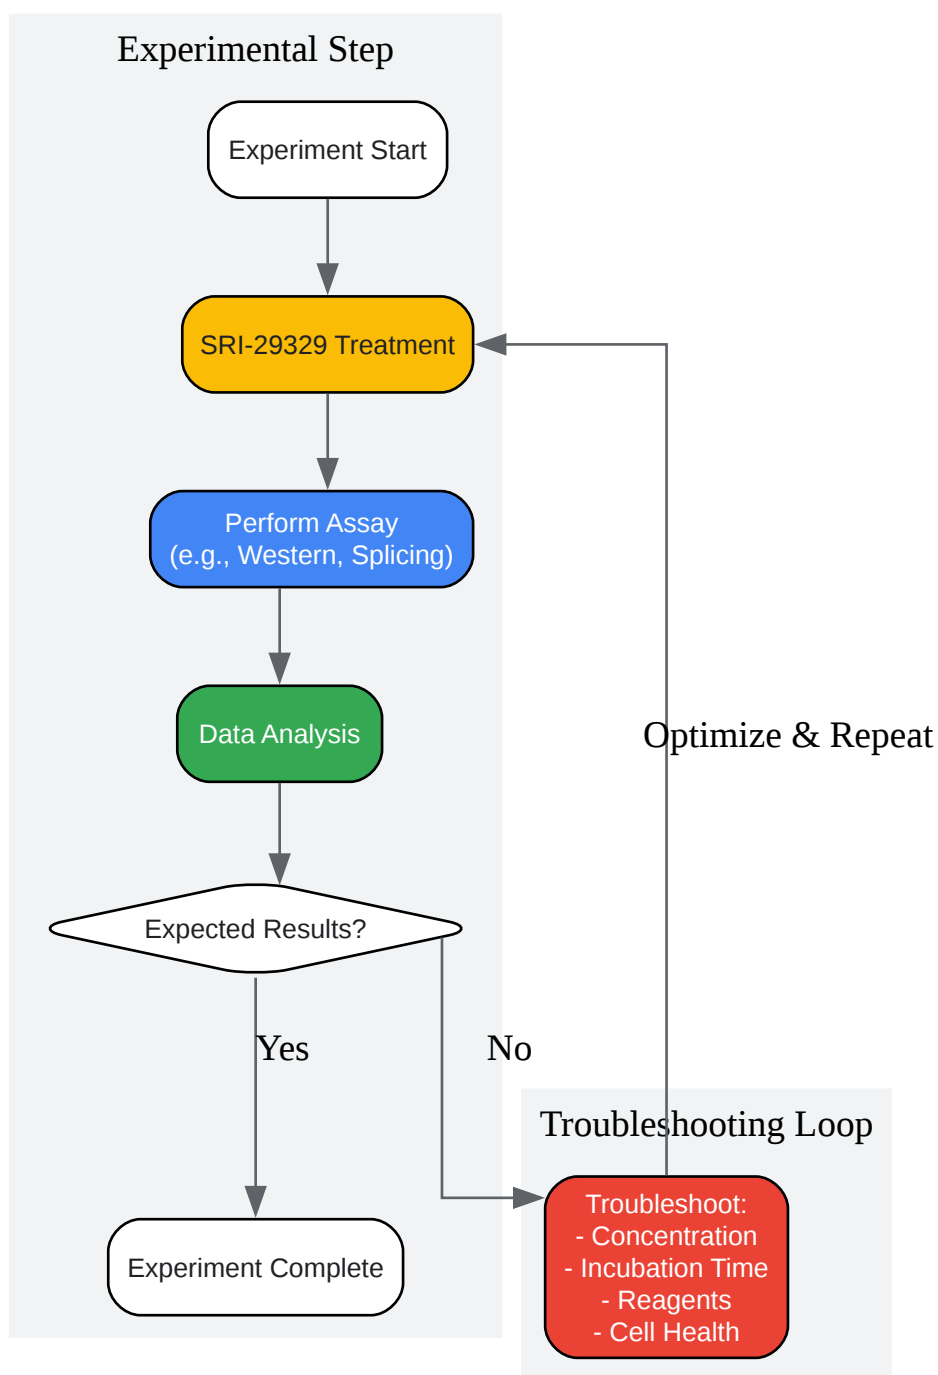 Experimental Step
Experiment Start
SRI-29329 Treatment
Perform Assay
(e.g., Western, Splicing)
Data Analysis
Optimize & Repeat
Expected Results?
Yes
No
Troubleshooting Loop
Troubleshoot:
- Concentration
- Incubation Time
- Reagents
- Cell Health
Experiment Complete